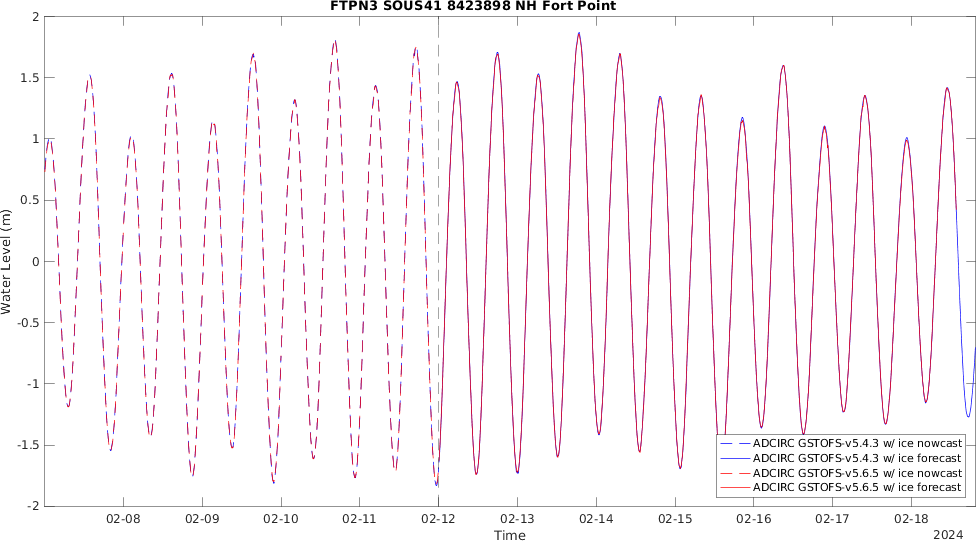 FTPN3 SOUS41 8423898 NH Fort Point
2
1.5
1
0.5
0
-0.5
-1
-1.5
-2
Water Level (m)
ADCIRC GSTOFS-v5.4.3 w/ ice nowcast
ADCIRC GSTOFS-v5.4.3 w/ ice forecast
ADCIRC GSTOFS-v5.6.5 w/ ice nowcast
ADCIRC GSTOFS-v5.6.5 w/ ice forecast
02-08 02-09 02-10 02-11 02-12 02-13 02-14 02-15 02-16 02-17 02-18
Time
2024